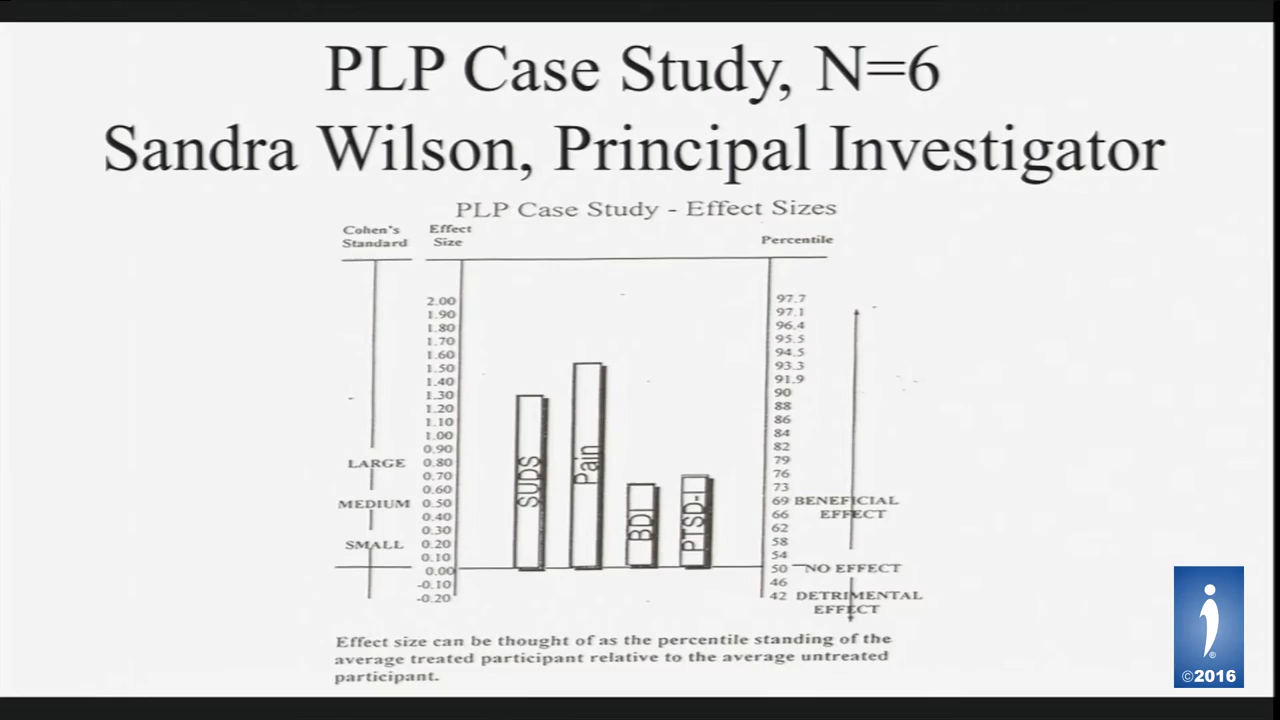 PLP Case Study, N=6
Sandra Wilson, Principal Investigator
PLP Case Study - Effect Sizes
Cohen's
Standard
Effect
Size
Percentile
2.00
1.90
1.80
1.70
1.60
1.50
1.40
1.30
1.20
1.10
1.00
0.90
0.80
0.70
0.60
0.50
0.40
0.30
0.20
0.10
0.00
-0.10
-0.20
LARGE
MEDIUM
SMALL
SUDS
Pain
BDI
PTSD-I
97.7
97.1
96.4
95.5
94.5
93.3
91.9
90
88
86
84
82
79
76
73
69
66
62
58
54
50
46
42
BENEFICIAL
EFFECT
NO EFFECT
DETRIMENTAL
EFFECT
Effect size can be thought of as the percentile standing of the
average treated participant relative to the average untreated
participant.
®
©2016